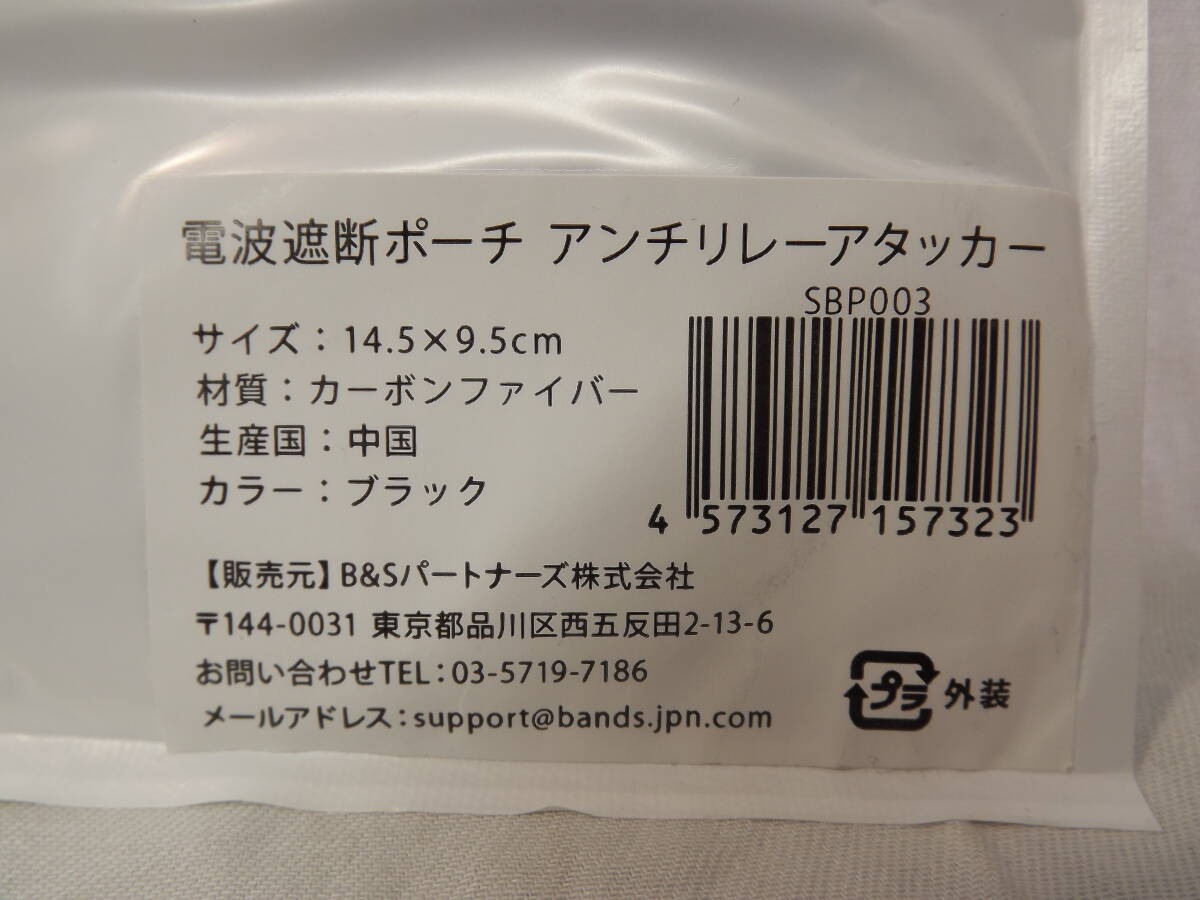 電波遮断ポーチ アンチリレーアタッカー
SBP003
サイズ：14.5×9.5cm
材質：カーボンファイバー
生産国：中国
カラー：ブラック
4 573127 157323
【販売元】B&Sパートナーズ株式会社
〒144-0031 東京都品川区西五反田2-13-6
お問い合わせTEL：03-5719-7186
メールアドレス：support@bands.jpn.com
プラ 外装